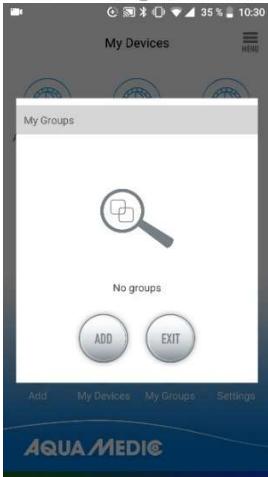 35 % 10:30
My Devices
MENU
My Groups
No groups
ADD EXIT
Add My Devices My Groups Settings
AQUA MEDIC